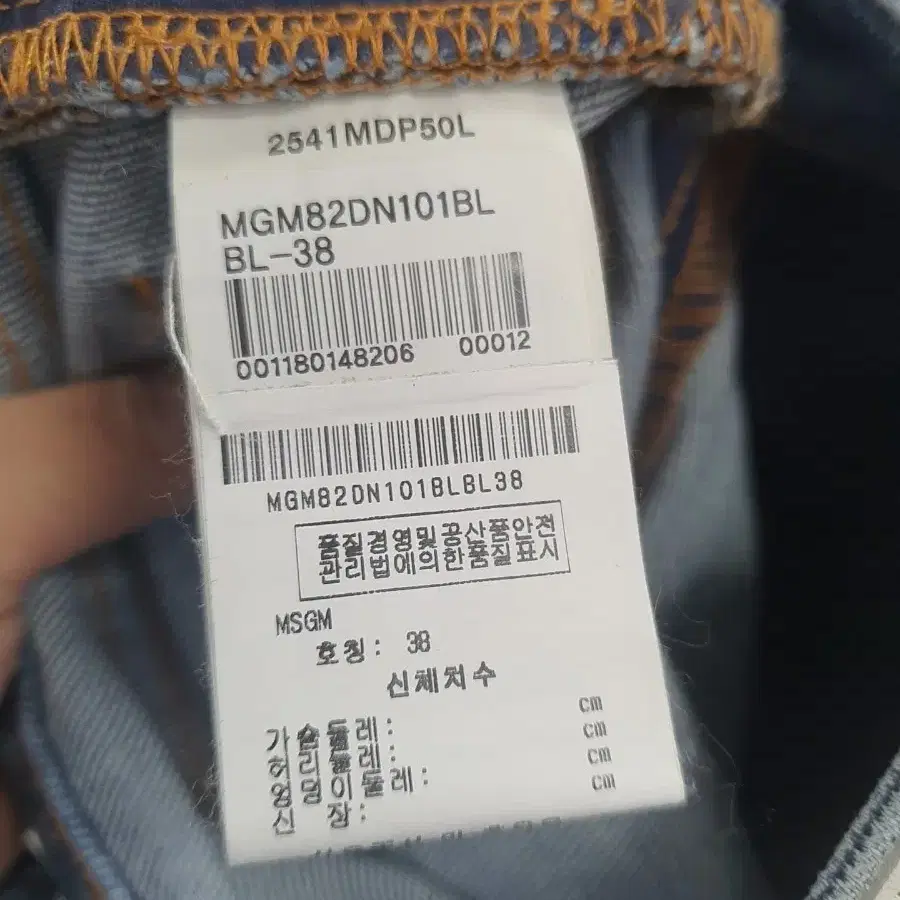 2541MDP50L
MGM82DN101BL
BL-38
001180148206 00012
MGM82DN101BLBL38
품질경영및공산품안전
관리법에의한품질표시
MSGM
호칭: 38
신체치수
cm
가슴둘레: cm
허리둘레: cm
엉덩이둘레: cm
신 장: